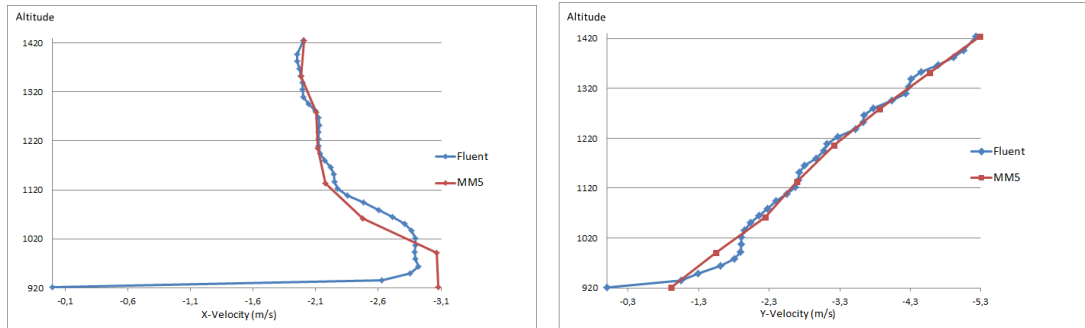 Altitude
1420
1320
1220
1120
1020
920
-0,1 -0,6 -1,1 -1,6 -2,1 -2,6 -3,1
X-Velocity (m/s)
Fluent
MM5
Altitude
1420
1320
1220
1120
1020
920
-0,3 -1,3 -2,3 -3,3 -4,3 -5,3
Y-Velocity (m/s)
Fluent
MM5